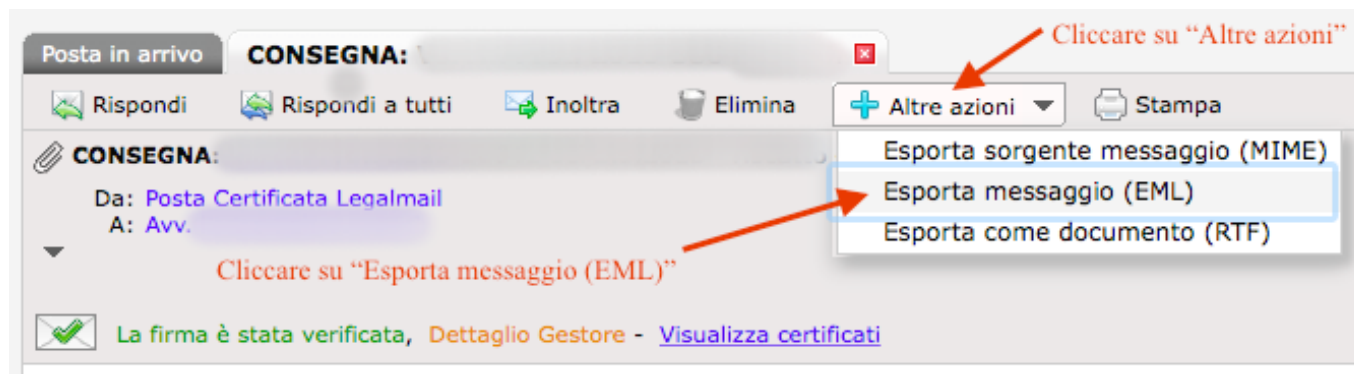 Cliccare su “Altre azioni”
Posta in arrivo CONSEGNA:
Rispondi Rispondi a tutti Inoltra Elimina Altre azioni Stampa
CONSEGNA:
Esporta sorgente messaggio (MIME)
Da: Posta Certificata Legalmail
Esporta messaggio (EML)
A: Avv.
Esporta come documento (RTF)
Cliccare su “Esporta messaggio (EML)”
La firma è stata verificata, Dettaglio Gestore - Visualizza certificati